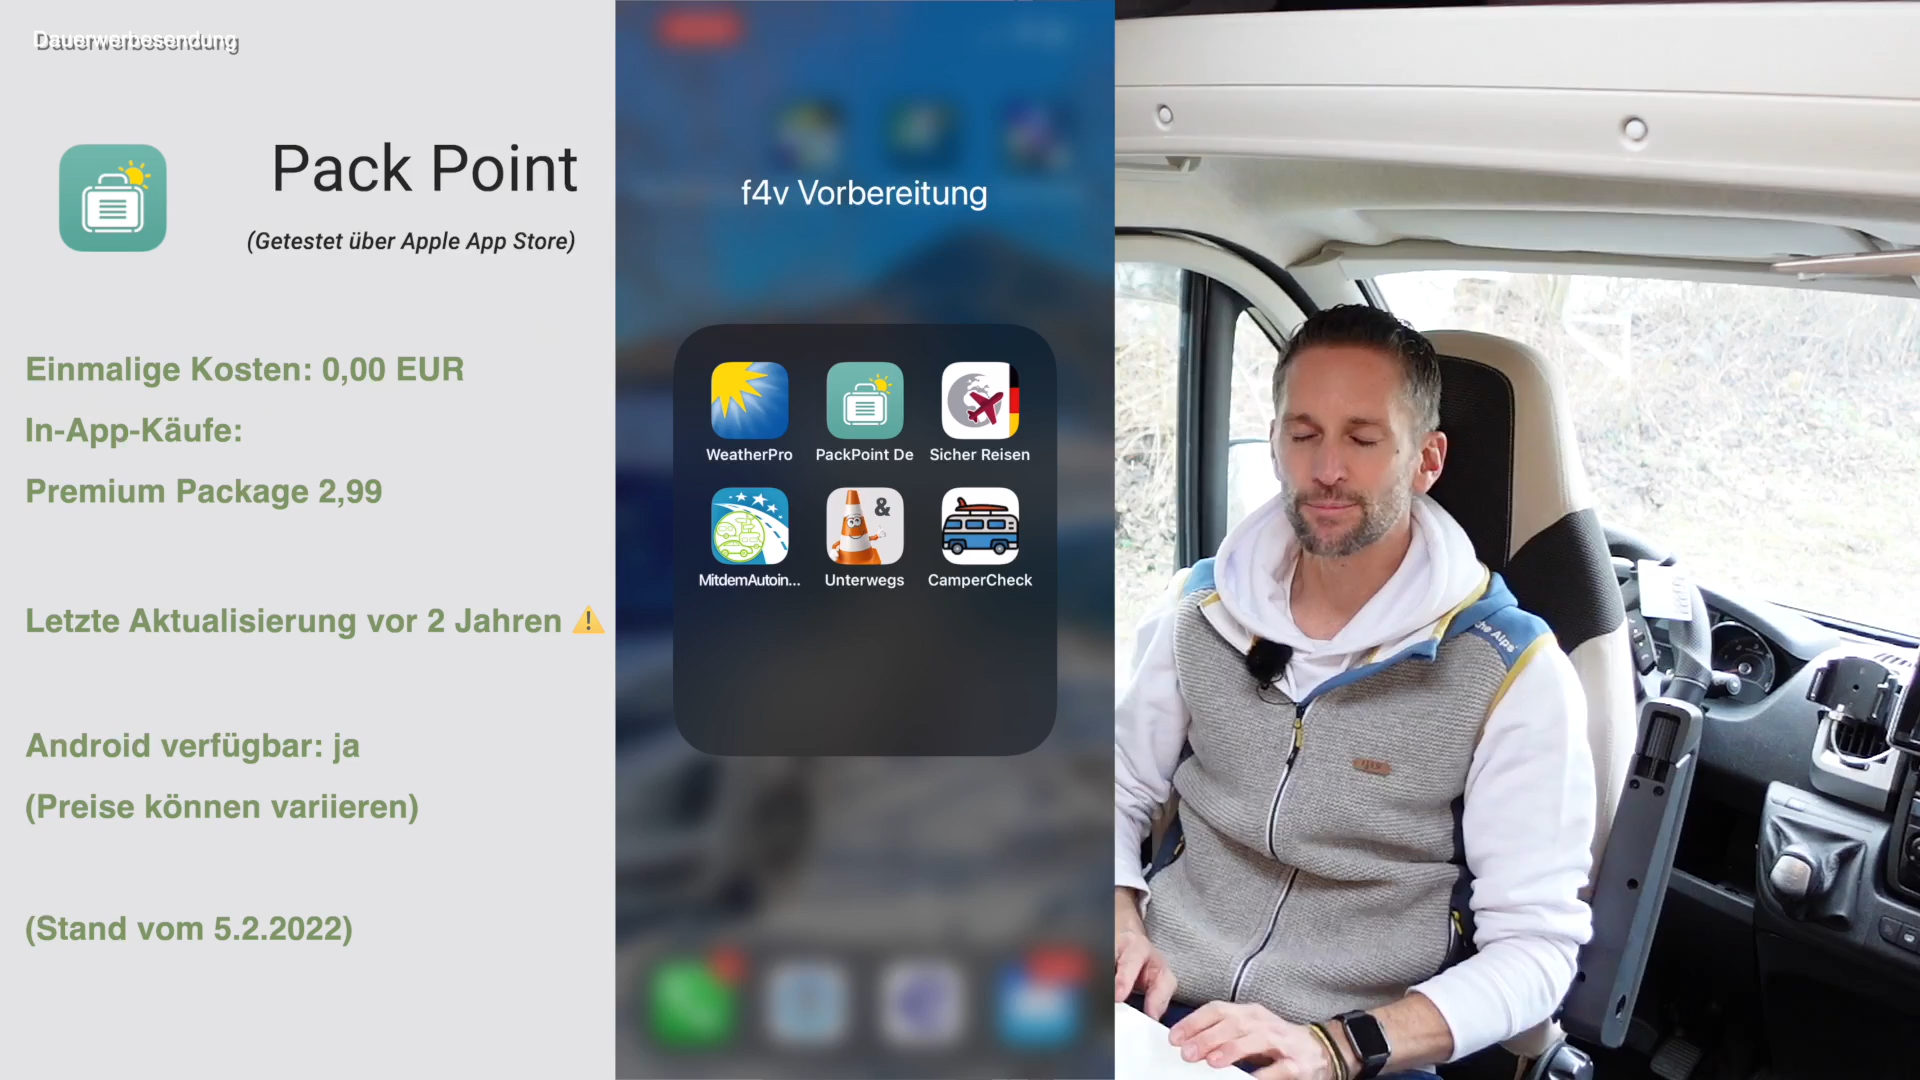 Dauerwerbesendung
Pack Point
(Getestet über Apple App Store)
Einmalige Kosten: 0,00 EUR
In-App-Käufe:
Premium Package 2,99
Letzte Aktualisierung vor 2 Jahren ⚠️
Android verfügbar: ja
(Preise können variieren)
(Stand vom 5.2.2022)
f4v Vorbereitung
WeatherPro PackPoint De Sicher Reisen
&
MitdemAutoin... Unterwegs CamperCheck
he Alps